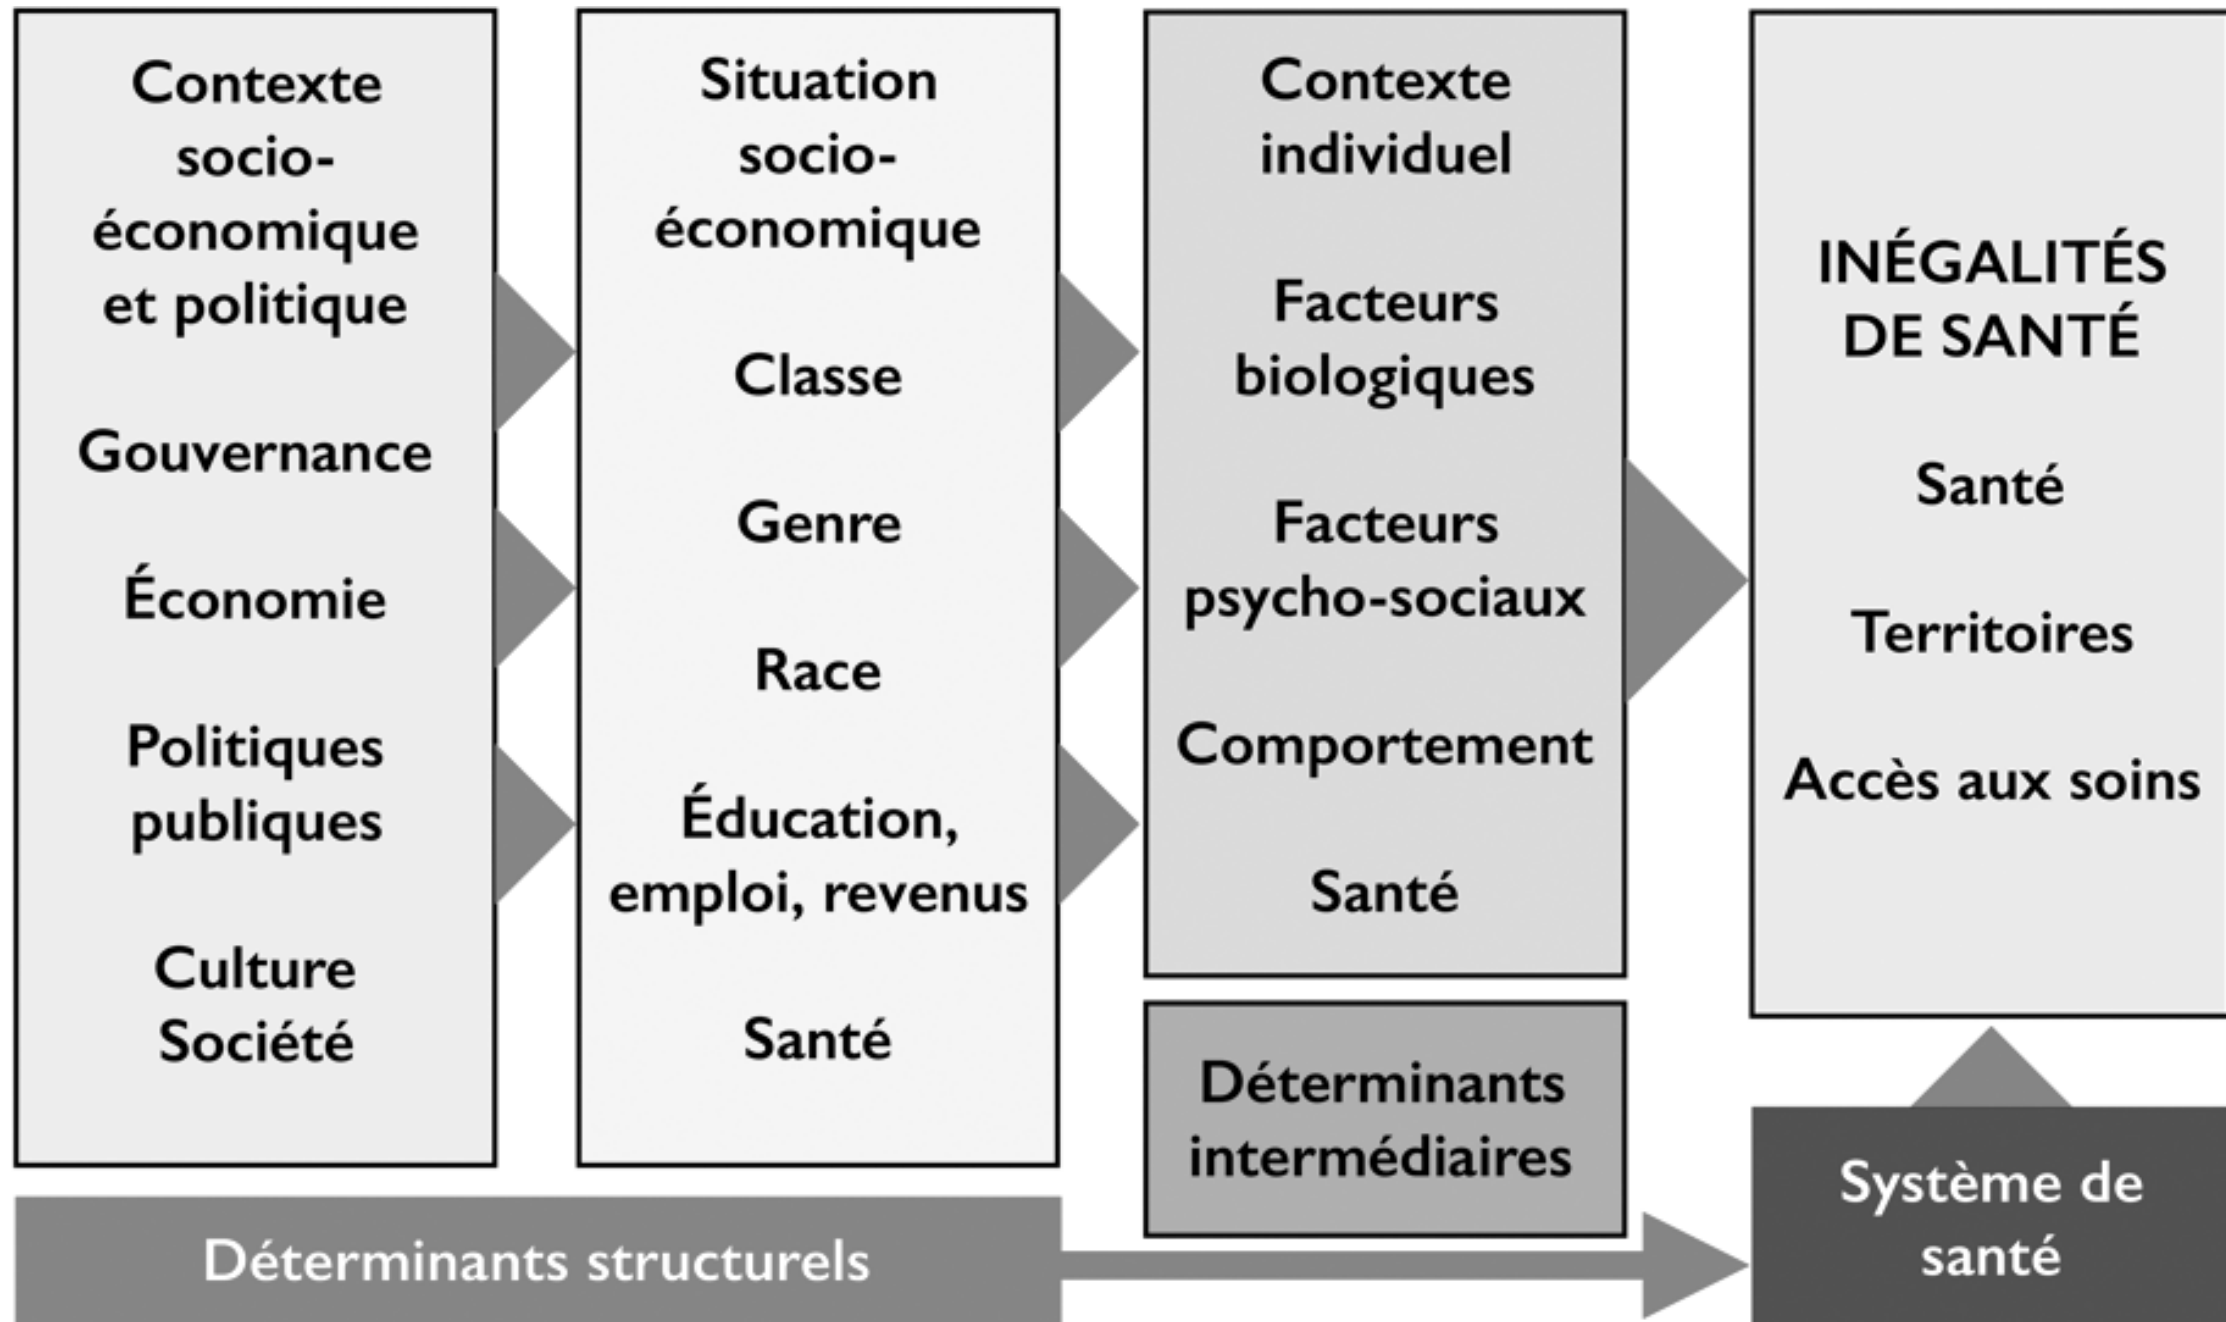 Contexte
socio-
économique
et politique
Gouvernance
Économie
Politiques
publiques
Culture
Société
Situation
socio-
économique
Classe
Genre
Race
Éducation,
emploi, revenus
Santé
Contexte
individuel
Facteurs
biologiques
Facteurs
psycho-sociaux
Comportement
Santé
INÉGALITÉS
DE SANTÉ
Santé
Territoires
Accès aux soins
Déterminants
intermédiaires
Déterminants structurels
Système de
santé